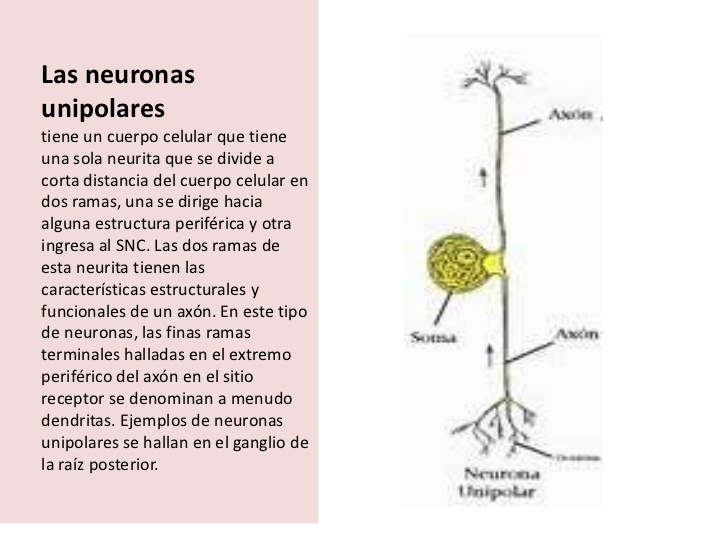 Las neuronas
unipolares
tiene un cuerpo celular que tiene
una sola neurita que se divide a
corta distancia del cuerpo celular en
dos ramas, una se dirige hacia
alguna estructura periférica y otra
ingresa al SNC. Las dos ramas de
esta neurita tienen las
características estructurales y
funcionales de un axón. En este tipo
de neuronas, las finas ramas
terminales halladas en el extremo
periférico del axón en el sitio
receptor se denominan a menudo
dendritas. Ejemplos de neuronas
unipolares se hallan en el ganglio de
la raíz posterior.
Axón
Soma
Axón
Neurona
Unipolar